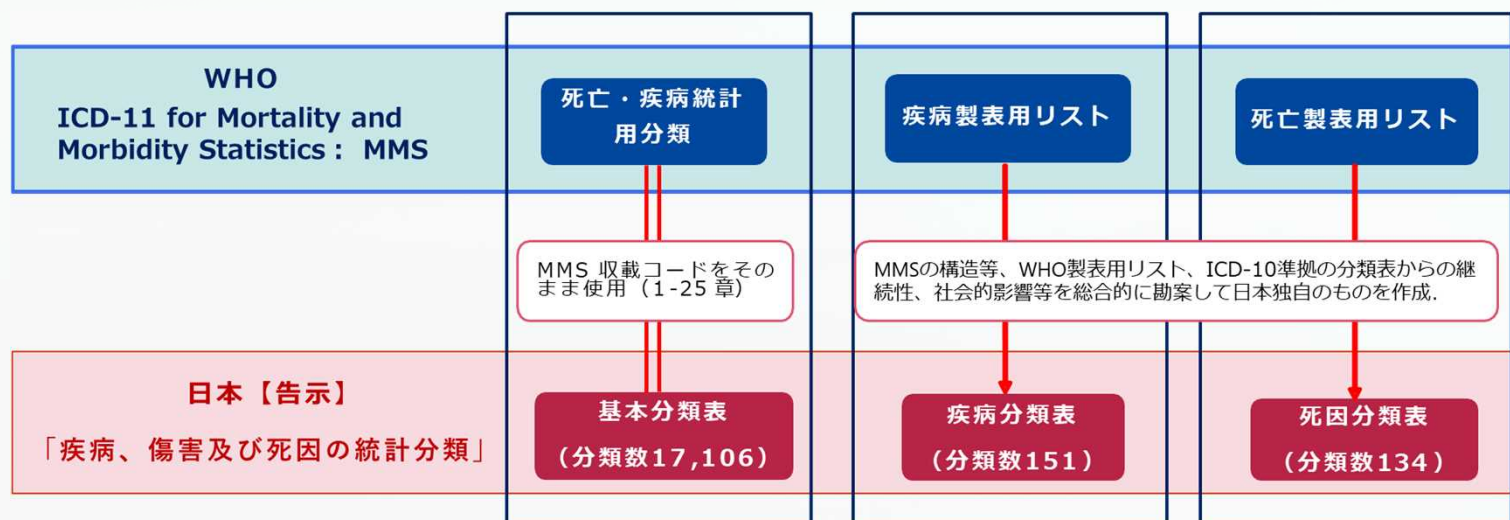 WHO
ICD-11 for Mortality and
Morbidity Statistics： MMS
死亡・疾病統計
用分類
疾病製表用リスト
死亡製表用リスト
MMS 収載コードをその
まま使用（1-25 章）
MMSの構造等、WHO製表用リスト、ICD-10準拠の分類表からの継
続性、社会的影響等を総合的に勘案して日本独自のものを作成.
日本【告示】
「疾病、傷害及び死因の統計分類」
基本分類表
（分類数17,106）
疾病分類表
（分類数151）
死因分類表
（分類数134）